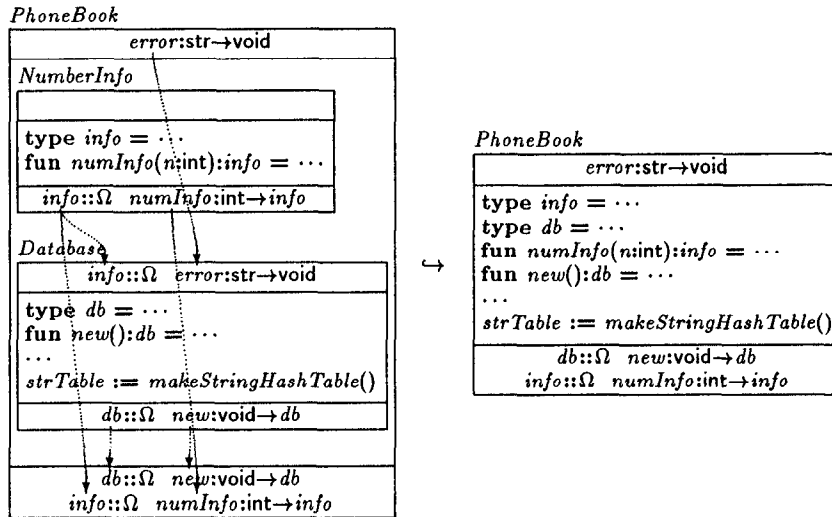 PhoneBook
error:str→void
NumberInfo
type info = ···
fun numInfo(n:int):info = ···
info::Ω numInfo:int→info
Database
info::Ω error:str→void
type db = ···
fun new():db = ···
···
strTable := makeStringHashTable()
db::Ω new:void→db
db::Ω new:void→db
info::Ω numInfo:int→info
↪
PhoneBook
error:str→void
type info = ···
type db = ···
fun numInfo(n:int):info = ···
fun new():db = ···
···
strTable := makeStringHashTable()
db::Ω new:void→db
info::Ω numInfo:int→info